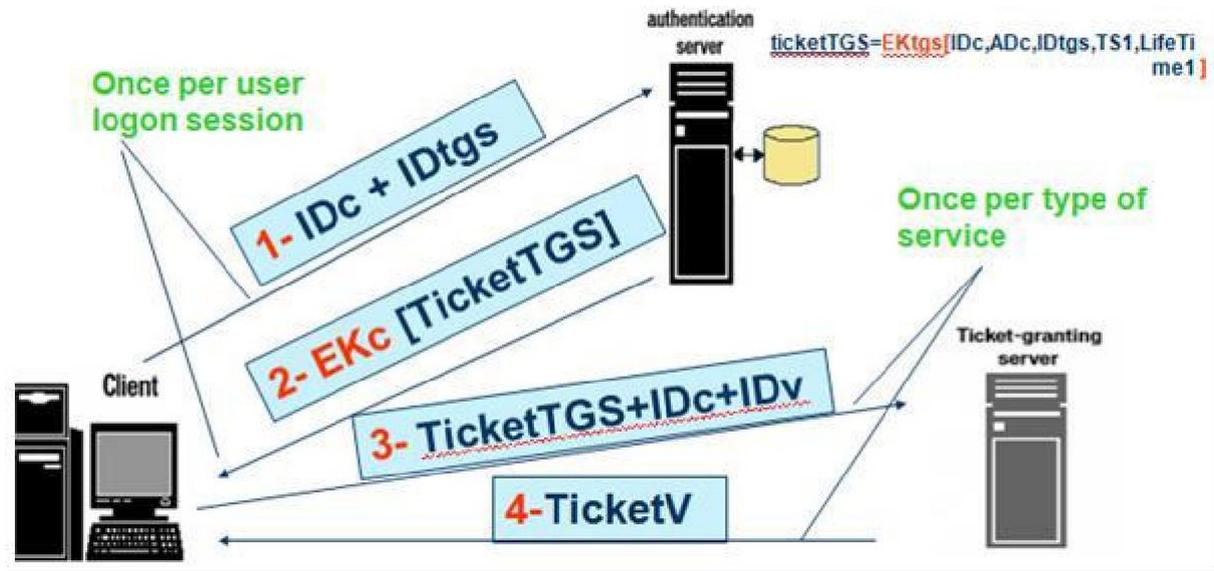 authentication
server
ticketTGS=EKtgs[IDc,ADc,IDtgs,TS1,LifeTi
me1]
Once per user
logon session
1- IDc + IDtgs
2- EKc [TicketTGS]
Once per type of
service
Ticket-granting
server
Client
3- TicketTGS+IDc+IDv
4-TicketV